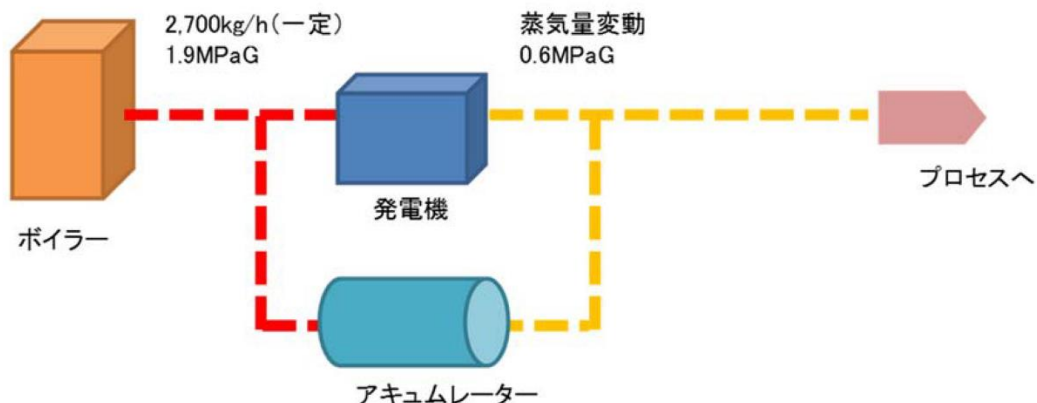 2,700kg/h(一定)
1.9MPaG
蒸気量変動
0.6MPaG
プロセスへ
発電機
ボイラー
アキュムレーター